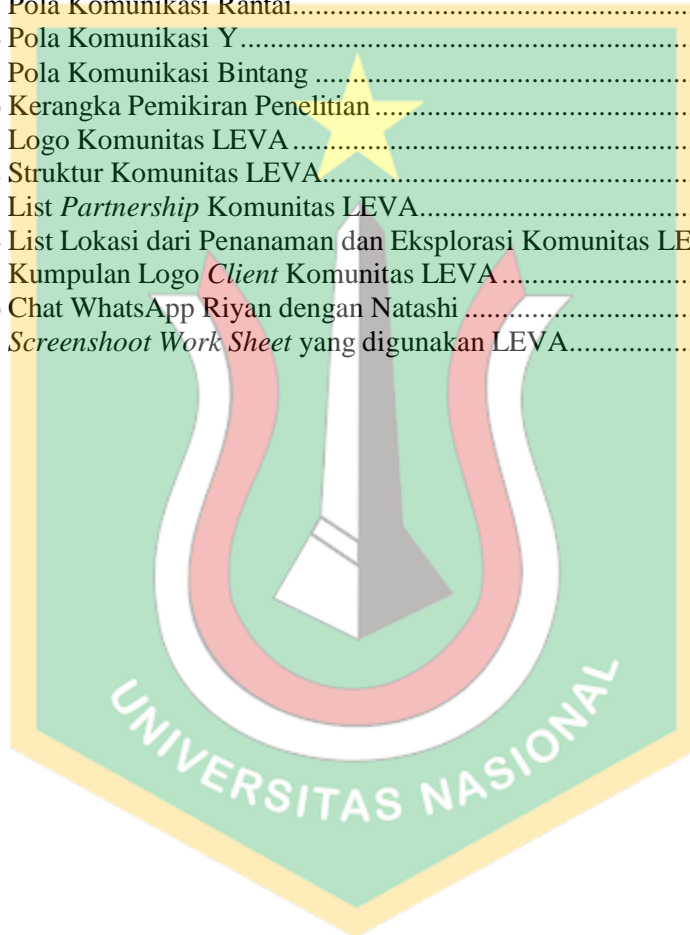 Pola Komunikasi Rantai
Pola Komunikasi Y
Pola Komunikasi Bintang
Kerangka Pemikiran Penelitian
Logo Komunitas LEVA
Struktur Komunitas LEVA
List Partnership Komunitas LEVA
List Lokasi dari Penanaman dan Eksplorasi Komunitas LE
Kumpulan Logo Client Komunitas LEVA
Chat WhatsApp Riyan dengan Natashi
Screenshoot Work Sheet yang digunakan LEVA
UNIVERSITAS NASIONAL